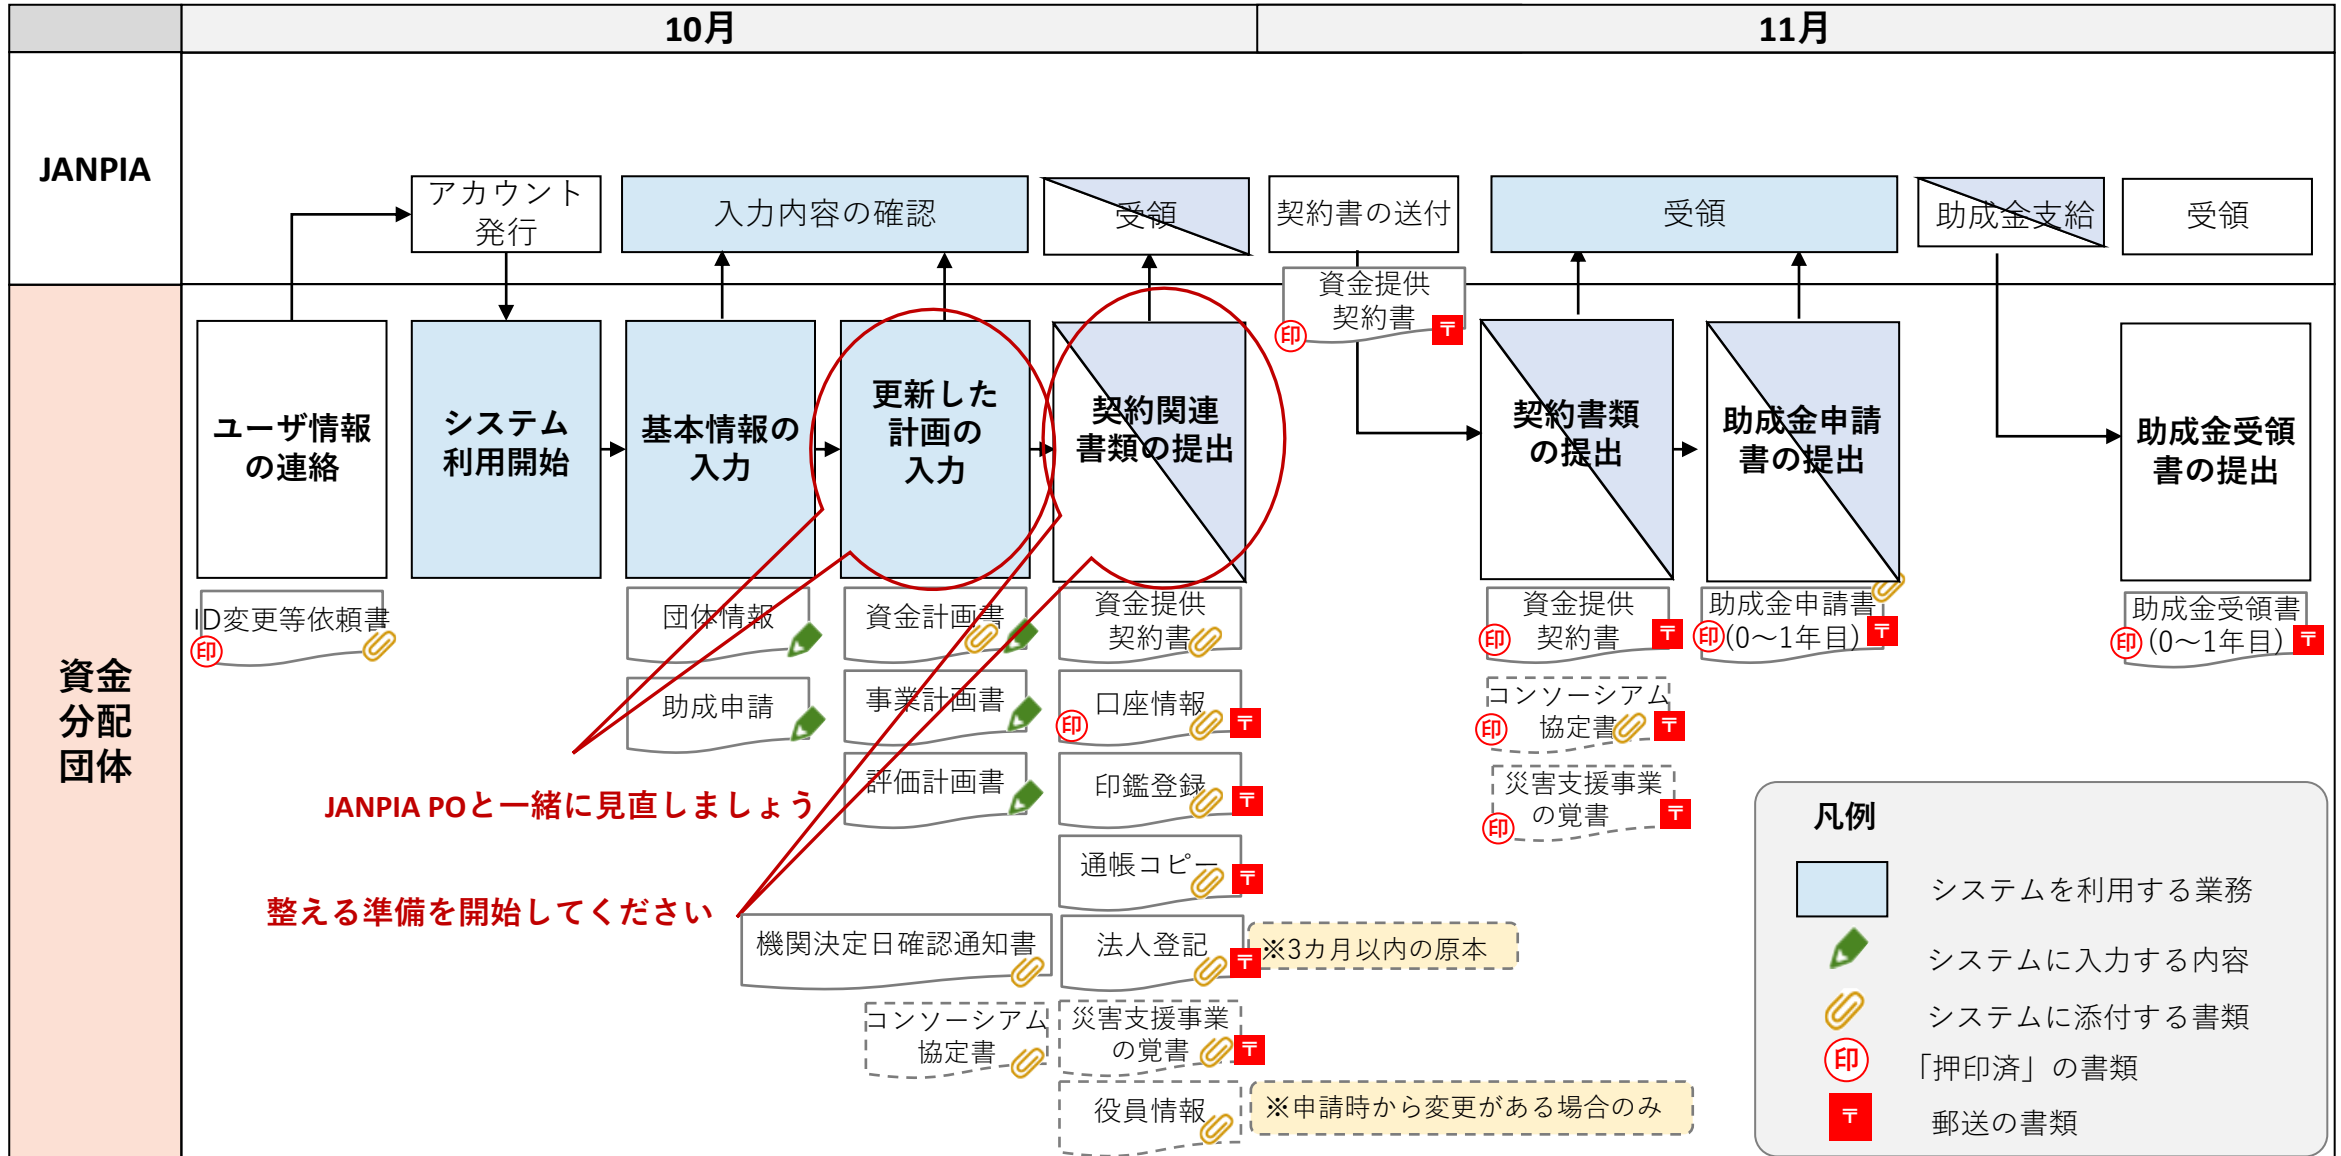 10月
11月
JANPIA
アカウント
発行
入力内容の確認
受領
契約書の送付
受領
助成金支給
受領
資金提供
契約書
印
〒
資金
分配
団体
ユーザ情報
の連絡
システム
利用開始
基本情報の
入力
更新した
計画の
入力
契約関連
書類の提出
契約書類
の提出
助成金申請
書の提出
助成金受領
書の提出
ID変更等依頼書
印
団体情報
助成申請
資金計画書
事業計画書
評価計画書
資金提供
契約書
口座情報
印
〒
印鑑登録
〒
通帳コピー
〒
機関決定日確認通知書
法人登記
〒
※3カ月以内の原本
コンソーシアム
協定書
災害支援事業
の覚書
〒
役員情報
※申請時から変更がある場合のみ
資金提供
契約書
印
〒
コンソーシアム
協定書
印
〒
災害支援事業
の覚書
印
〒
助成金申請書
(0～1年目)
印
〒
助成金受領書
(0～1年目)
印
〒
JANPIA POと一緒に見直しましょう
整える準備を開始してください
凡例
システムを利用する業務
システムに入力する内容
システムに添付する書類
印
「押印済」の書類
〒
郵送の書類